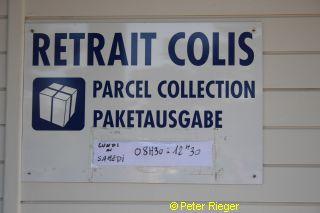 RETRAIT COLIS
PARCEL COLLECTION
PAKETAUSGABE
LUNDI
AU
SAMEDI
08H30 - 12H30
© Peter Rieger